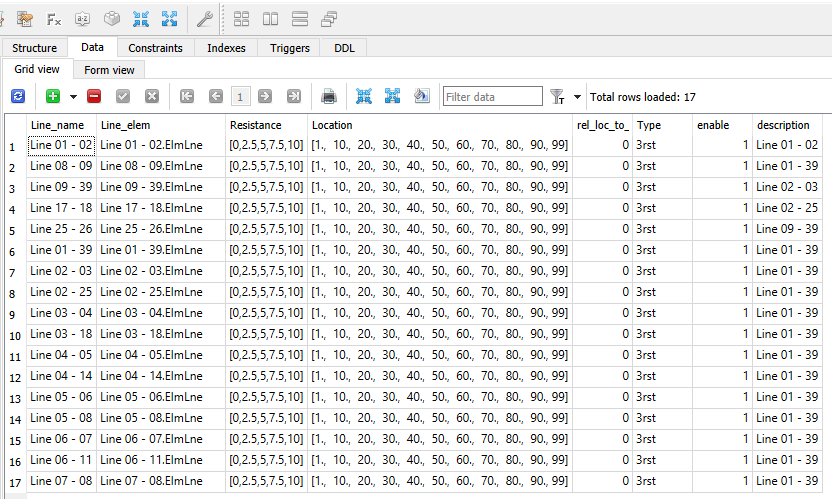 Fx a-z
Structure Data Constraints Indexes Triggers DDL
Grid view Form view
1 Filter data T Total rows loaded: 17
Line_name Line_elem Resistance Location rel_loc_to_ Type enable description
1 Line 01 - 02 Line 01 - 02.ElmLne [0,2.5,5,7.5,10] [1., 10., 20., 30., 40., 50., 60., 70., 80., 90., 99] 0 3rst 1 Line 01 - 02
2 Line 08 - 09 Line 08 - 09.ElmLne [0,2.5,5,7.5,10] [1., 10., 20., 30., 40., 50., 60., 70., 80., 90., 99] 0 3rst 1 Line 01 - 39
3 Line 09 - 39 Line 09 - 39.ElmLne [0,2.5,5,7.5,10] [1., 10., 20., 30., 40., 50., 60., 70., 80., 90., 99] 0 3rst 1 Line 02 - 03
4 Line 17 - 18 Line 17 - 18.ElmLne [0,2.5,5,7.5,10] [1., 10., 20., 30., 40., 50., 60., 70., 80., 90., 99] 0 3rst 1 Line 02 - 25
5 Line 25 - 26 Line 25 - 26.ElmLne [0,2.5,5,7.5,10] [1., 10., 20., 30., 40., 50., 60., 70., 80., 90., 99] 0 3rst 1 Line 09 - 39
6 Line 01 - 39 Line 01 - 39.ElmLne [0,2.5,5,7.5,10] [1., 10., 20., 30., 40., 50., 60., 70., 80., 90., 99] 0 3rst 1 Line 01 - 39
7 Line 02 - 03 Line 02 - 03.ElmLne [0,2.5,5,7.5,10] [1., 10., 20., 30., 40., 50., 60., 70., 80., 90., 99] 0 3rst 1 Line 01 - 39
8 Line 02 - 25 Line 02 - 25.ElmLne [0,2.5,5,7.5,10] [1., 10., 20., 30., 40., 50., 60., 70., 80., 90., 99] 0 3rst 1 Line 01 - 39
9 Line 03 - 04 Line 03 - 04.ElmLne [0,2.5,5,7.5,10] [1., 10., 20., 30., 40., 50., 60., 70., 80., 90., 99] 0 3rst 1 Line 01 - 39
10 Line 03 - 18 Line 03 - 18.ElmLne [0,2.5,5,7.5,10] [1., 10., 20., 30., 40., 50., 60., 70., 80., 90., 99] 0 3rst 1 Line 01 - 39
11 Line 04 - 05 Line 04 - 05.ElmLne [0,2.5,5,7.5,10] [1., 10., 20., 30., 40., 50., 60., 70., 80., 90., 99] 0 3rst 1 Line 01 - 39
12 Line 04 - 14 Line 04 - 14.ElmLne [0,2.5,5,7.5,10] [1., 10., 20., 30., 40., 50., 60., 70., 80., 90., 99] 0 3rst 1 Line 01 - 39
13 Line 05 - 06 Line 05 - 06.ElmLne [0,2.5,5,7.5,10] [1., 10., 20., 30., 40., 50., 60., 70., 80., 90., 99] 0 3rst 1 Line 01 - 39
14 Line 05 - 08 Line 05 - 08.ElmLne [0,2.5,5,7.5,10] [1., 10., 20., 30., 40., 50., 60., 70., 80., 90., 99] 0 3rst 1 Line 01 - 39
15 Line 06 - 07 Line 06 - 07.ElmLne [0,2.5,5,7.5,10] [1., 10., 20., 30., 40., 50., 60., 70., 80., 90., 99] 0 3rst 1 Line 01 - 39
16 Line 06 - 11 Line 06 - 11.ElmLne [0,2.5,5,7.5,10] [1., 10., 20., 30., 40., 50., 60., 70., 80., 90., 99] 0 3rst 1 Line 01 - 39
17 Line 07 - 08 Line 07 - 08.ElmLne [0,2.5,5,7.5,10] [1., 10., 20., 30., 40., 50., 60., 70., 80., 90., 99] 0 3rst 1 Line 01 - 39